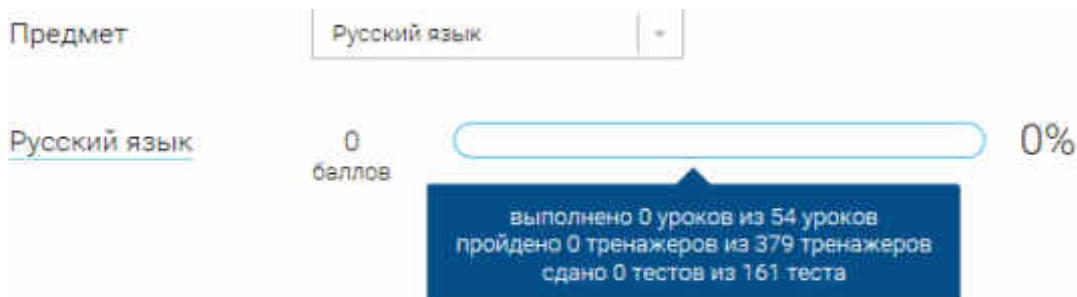 Предмет
Русский язык
Русский язык
0
баллов
0%
выполнено 0 уроков из 54 уроков
пройдено 0 тренажеров из 379 тренажеров
сдано 0 тестов из 161 теста